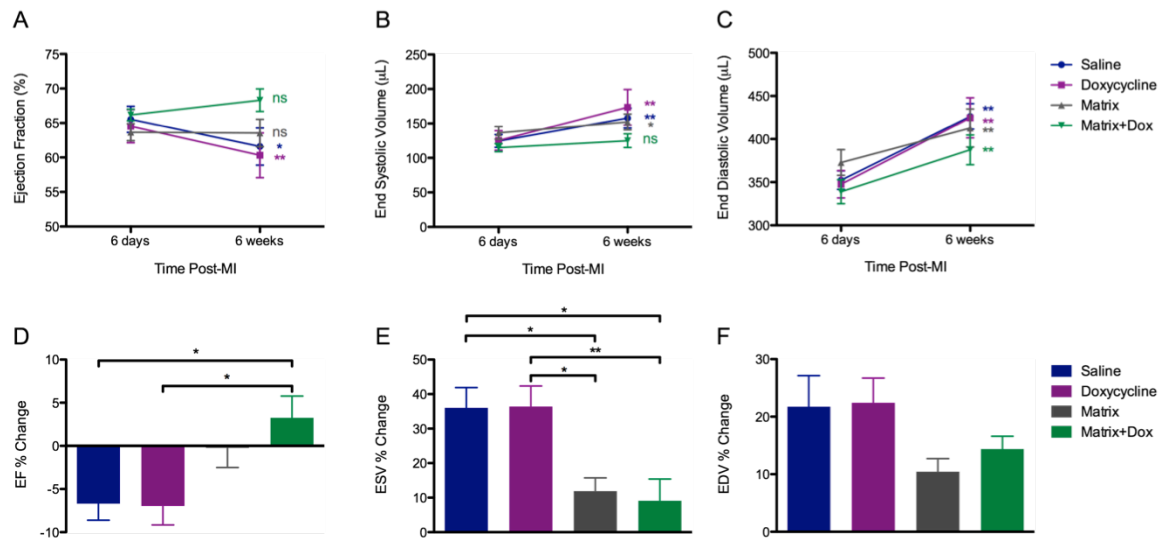 A
Ejection Fraction (%)
75
70
65
60
55
50
ns
ns
*
**
6 days
6 weeks
Time Post-MI
B
End Systolic Volume (µL)
250
200
150
100
50
0
**
**
*
ns
6 days
6 weeks
Time Post-MI
C
End Diastolic Volume (µL)
500
450
400
350
300
**
**
**
**
6 days
6 weeks
Time Post-MI
Saline
Doxycycline
Matrix
Matrix+Dox
D
EF % Change
10
5
0
-5
-10
*
*
E
ESV % Change
50
40
30
20
10
0
*
*
**
*
F
EDV % Change
30
20
10
0
Saline
Doxycycline
Matrix
Matrix+Dox